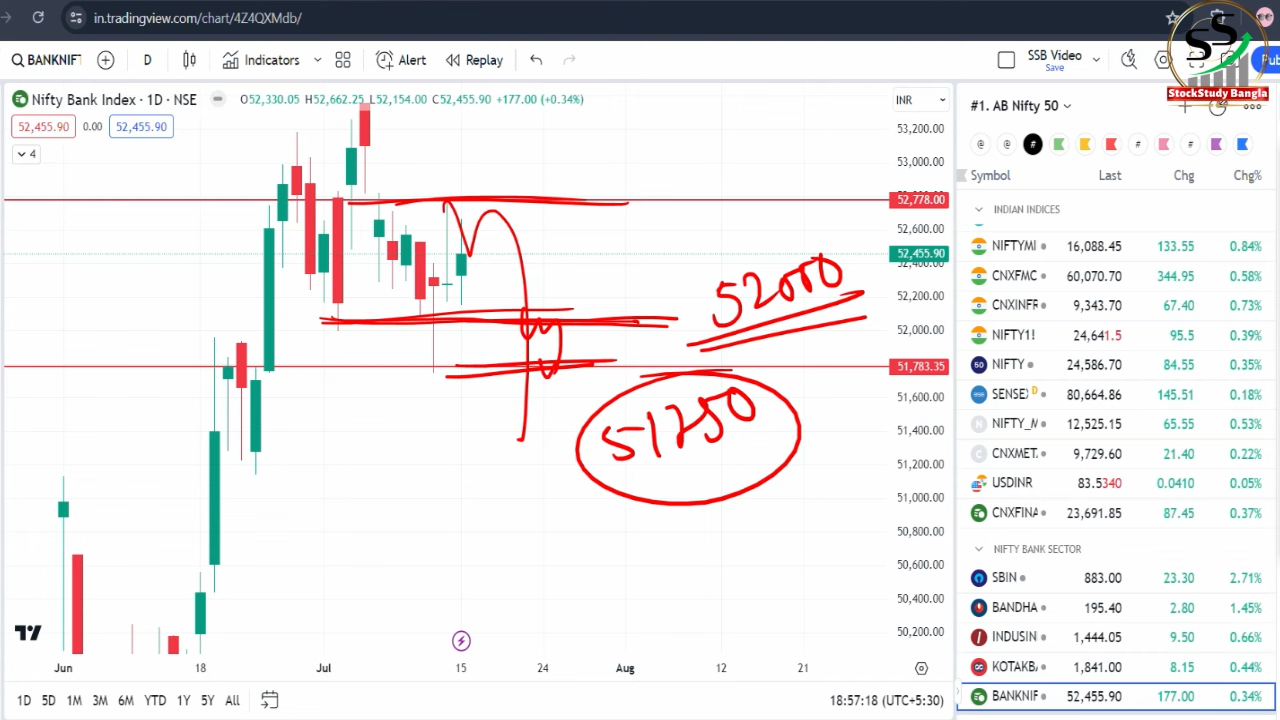 in.tradingview.com/chart/4Z4QXMdb/
BANKNIFT D Indicators Alert Replay SSB Video Save
SS
StockStudy Bangla
Nifty Bank Index · 1D · NSE O52,330.05 H52,662.25 L52,154.00 C52,455.90 +177.00 (+0.34%)
INR
52,455.90 0.00 52,455.90
4
53,200.00
53,000.00
52,778.00
52,600.00
52,455.90
52,400.00
52,200.00
52,000.00
51,783.35
51,600.00
51,400.00
51,200.00
51,000.00
50,800.00
50,600.00
50,400.00
50,200.00
52000
51250
Jun 18 Jul 15 24 Aug 12 21
1D 5D 1M 3M 6M YTD 1Y 5Y All 18:57:18 (UTC+5:30)
#1. AB Nifty 50
Symbol Last Chg Chg%
INDIAN INDICES
NIFTYMI 16,088.45 133.55 0.84%
CNXFMC 60,070.70 344.95 0.58%
CNXINFR 9,343.70 67.40 0.73%
NIFTY1! 24,641.5 95.5 0.39%
NIFTY 24,586.70 84.55 0.35%
SENSEX D 80,664.86 145.51 0.18%
NIFTY_M 12,525.15 65.55 0.53%
CNXMET. 9,729.60 21.40 0.22%
USDINR 83.5340 0.0410 0.05%
CNXFINA 23,691.85 87.45 0.37%
NIFTY BANK SECTOR
SBIN 883.00 23.30 2.71%
BANDHA 195.40 2.80 1.45%
INDUSIN 1,444.05 9.50 0.66%
KOTAKBA 1,841.00 8.15 0.44%
BANKNIF 52,455.90 177.00 0.34%